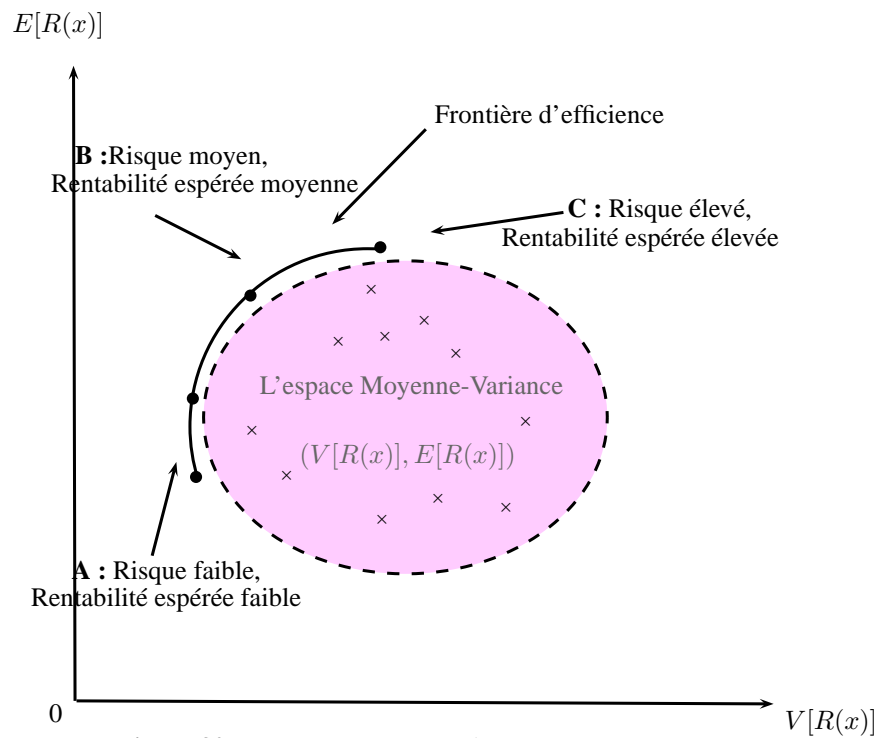 E[R(x)]
Frontière d'efficience
B :Risque moyen,
Rentabilité espérée moyenne
C : Risque élevé,
Rentabilité espérée élevée
L'espace Moyenne-Variance
(V[R(x)], E[R(x)])
A : Risque faible,
Rentabilité espérée faible
0
V[R(x)]